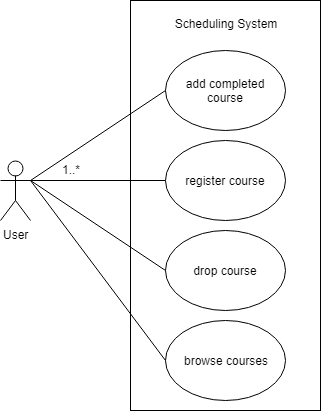 Scheduling System
add completed
course
1..*
register course
User
drop course
browse courses